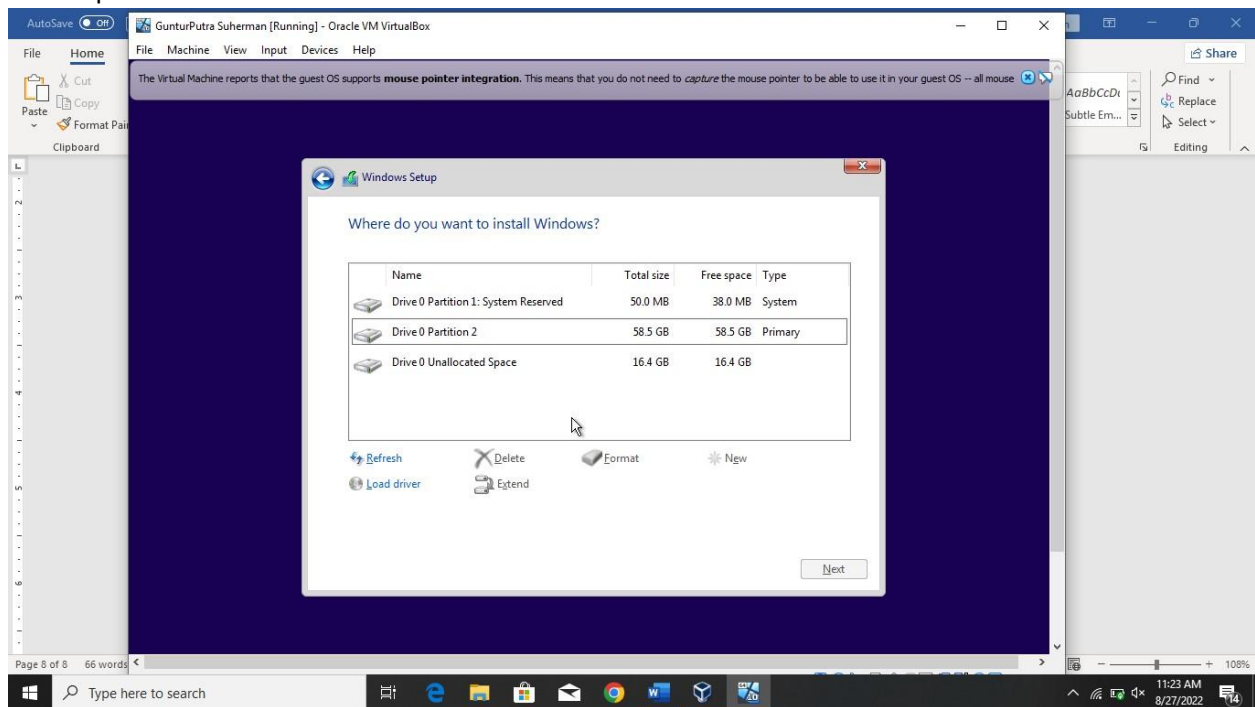 AutoSave Off
GunturPutra Suherman [Running] - Oracle VM VirtualBox
File Home
File Machine View Input Devices Help
Share
The Virtual Machine reports that the guest OS supports mouse pointer integration. This means that you do not need to capture the mouse pointer to be able to use it in your guest OS -- all mouse
Cut
Copy
Paste
Format Pai
Clipboard
AaBbCcDt
Subtle Em...
Find
Replace
Select
Editing
Windows Setup
Where do you want to install Windows?
Name Total size Free space Type
Drive 0 Partition 1: System Reserved 50.0 MB 38.0 MB System
Drive 0 Partition 2 58.5 GB 58.5 GB Primary
Drive 0 Unallocated Space 16.4 GB 16.4 GB
Refresh Delete Format New
Load driver Extend
Next
Page 8 of 8 66 words
108%
Type here to search
11:23 AM
8/27/2022
14